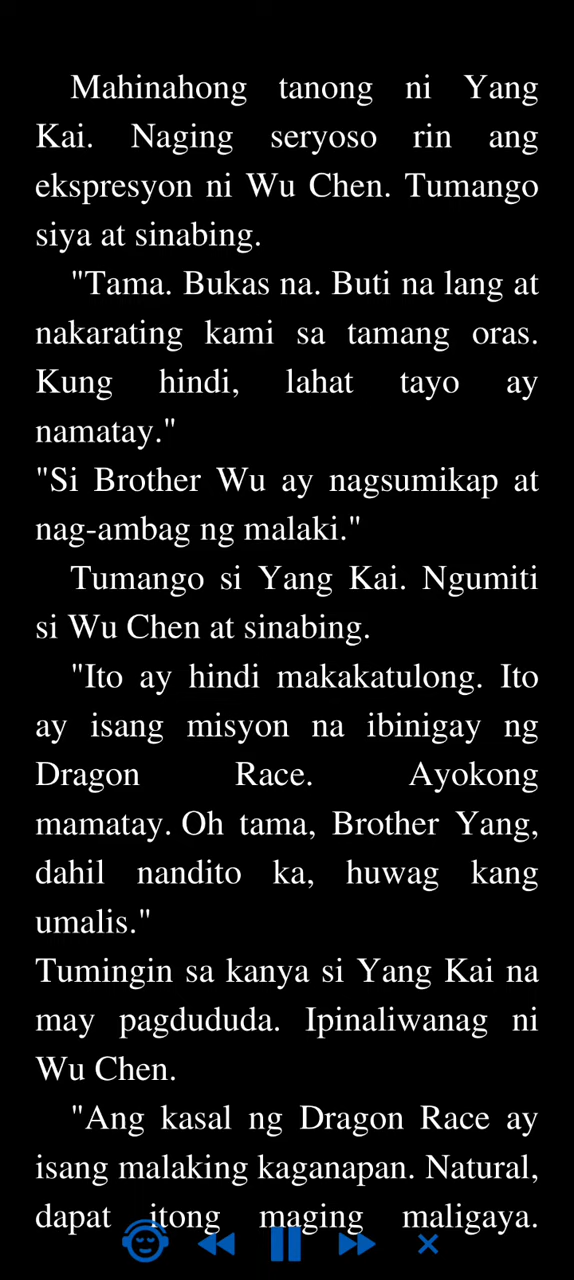 Mahinahong tanong ni Yang
Kai. Naging seryoso rin ang
ekspresyon ni Wu Chen. Tumango
siya at sinabing.
"Tama. Bukas na. Buti na lang at
nakarating kami sa tamang oras.
Kung hindi, lahat tayo ay
namatay."
"Si Brother Wu ay nagsumikap at
nag-ambag ng malaki."
Tumango si Yang Kai. Ngumiti
si Wu Chen at sinabing.
"Ito ay hindi makakatulong. Ito
ay isang misyon na ibinigay ng
Dragon Race. Ayokong
mamatay. Oh tama, Brother Yang,
dahil nandito ka, huwag kang
umalis."
Tumingin sa kanya si Yang Kai na
may pagdududa. Ipinaliwanag ni
Wu Chen.
"Ang kasal ng Dragon Race ay
isang malaking kaganapan. Natural,
dapat itong maging maligaya.